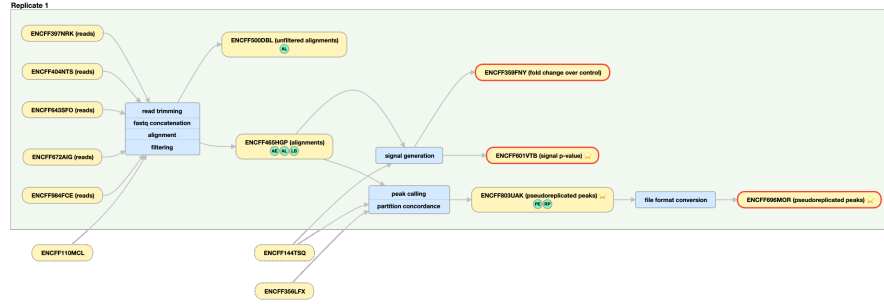 Replicate 1
ENCFF397NRK (reads)
ENCFF500DBL (unfiltered alignments)
AL
ENCFF404NTS (reads)
ENCFF359FNY (fold change over control)
ENCFF643SFO (reads)
read trimming
fastq concatenation
alignment
filtering
ENCFF465HGP (alignments)
AE AL LB
ENCFF672AIG (reads)
signal generation
ENCFF601VTB (signal p-value)
ENCFF984FCE (reads)
peak calling
partition concordance
ENCFF803UAK (pseudoreplicated peaks)
PE RP
file format conversion
ENCFF696MOR (pseudoreplicated peaks)
ENCFF110MCL
ENCFF144TSQ
ENCFF356LFX